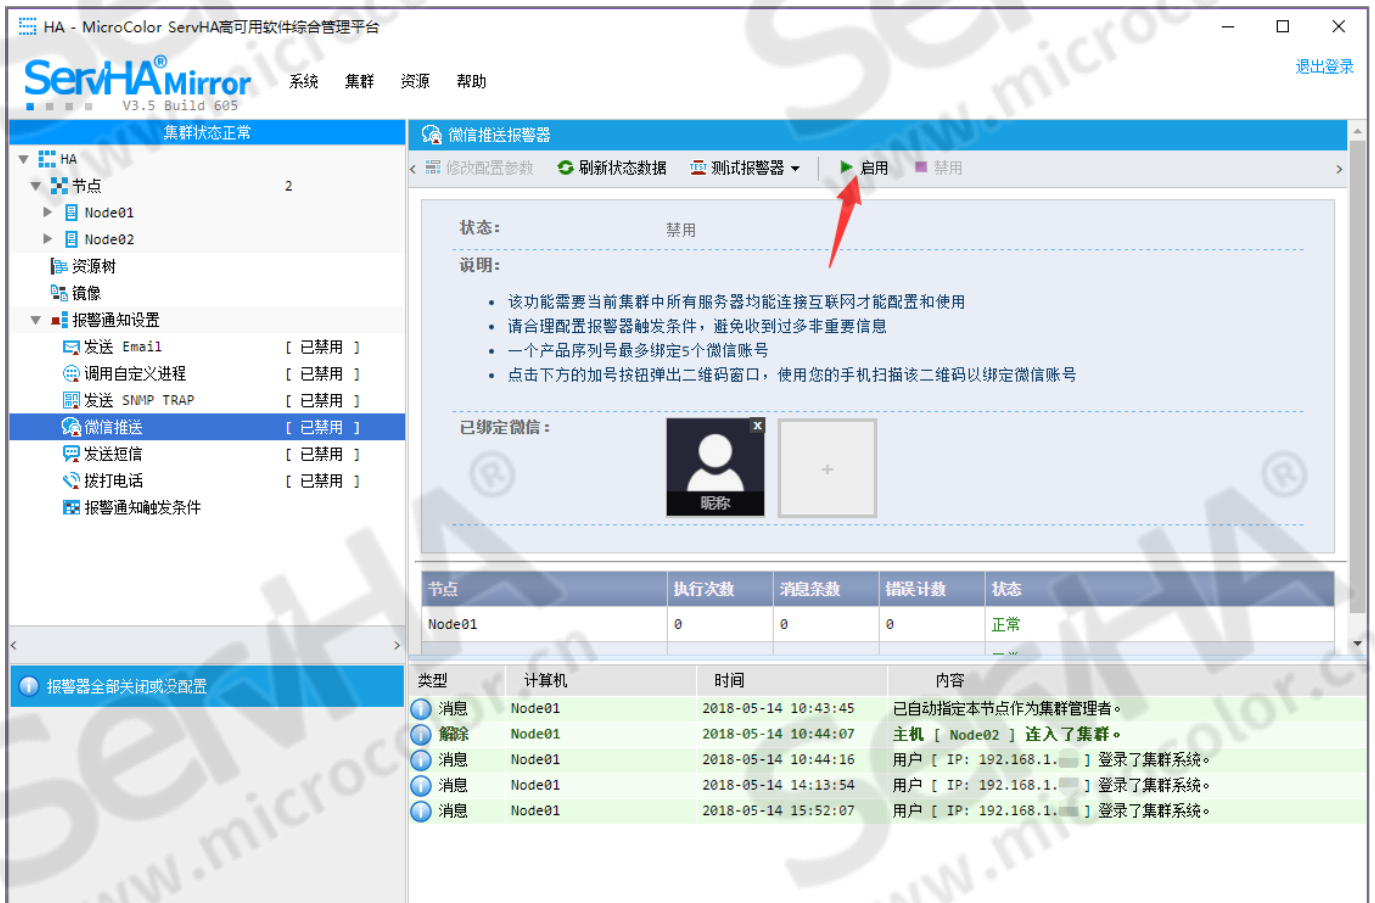 HA - MicroColor ServHA高可用软件综合管理平台
ServHA® Mirror
V3.5 Build 605
系统 集群 资源 帮助
退出登录
集群状态正常
HA
节点 2
Node01
Node02
资源树
镜像
报警通知设置
发送 Email [ 已禁用 ]
调用自定义进程 [ 已禁用 ]
发送 SNMP TRAP [ 已禁用 ]
微信推送 [ 已禁用 ]
发送短信 [ 已禁用 ]
拨打电话 [ 已禁用 ]
报警通知触发条件
报警器全部关闭或没配置
微信推送报警器
修改配置参数 刷新状态数据 TEST 测试报警器 启用 禁用
状态: 禁用
说明:
• 该功能需要当前集群中所有服务器均能连接互联网才能配置和使用
• 请合理配置报警器触发条件，避免收到过多非重要信息
• 一个产品序列号最多绑定5个微信账号
• 点击下方的加号按钮弹出二维码窗口，使用您的手机扫描该二维码以绑定微信账号
已绑定微信:
x
昵称
+
节点 执行次数 消息条数 错误计数 状态
Node01 0 0 0 正常
类型 计算机 时间 内容
消息 Node01 2018-05-14 10:43:45 已自动指定本节点作为集群管理者。
解除 Node01 2018-05-14 10:44:07 主机 [ Node02 ] 连入了集群。
消息 Node01 2018-05-14 10:44:16 用户 [ IP: 192.168.1. ] 登录了集群系统。
消息 Node01 2018-05-14 14:13:54 用户 [ IP: 192.168.1. ] 登录了集群系统。
消息 Node01 2018-05-14 15:52:07 用户 [ IP: 192.168.1. ] 登录了集群系统。
ServHA®
www.microcolor.cn